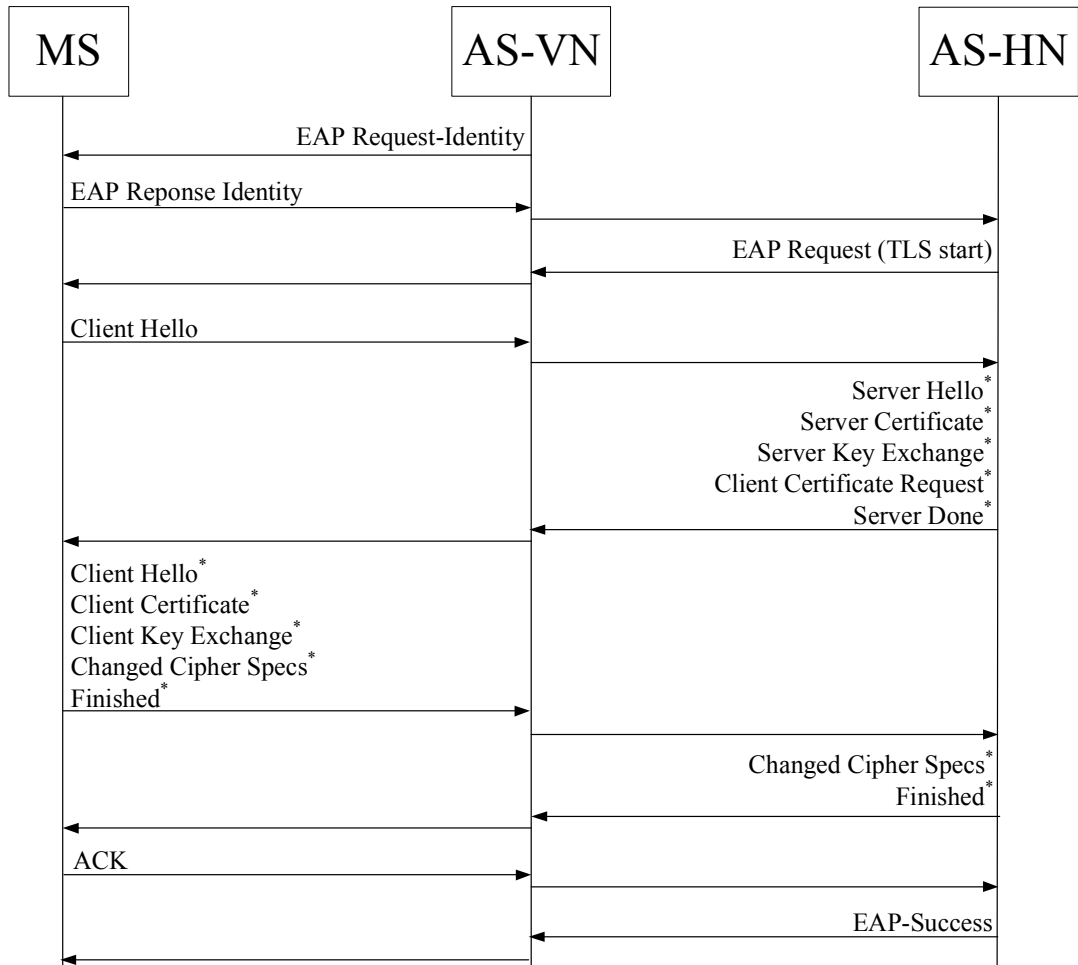 MS
AS-VN
AS-HN
EAP Request-Identity
EAP Reponse Identity
EAP Request (TLS start)
Client Hello
Server Hello*
Server Certificate*
Server Key Exchange*
Client Certificate Request*
Server Done*
Client Hello*
Client Certificate*
Client Key Exchange*
Changed Cipher Specs*
Finished*
Changed Cipher Specs*
Finished*
ACK
EAP-Success